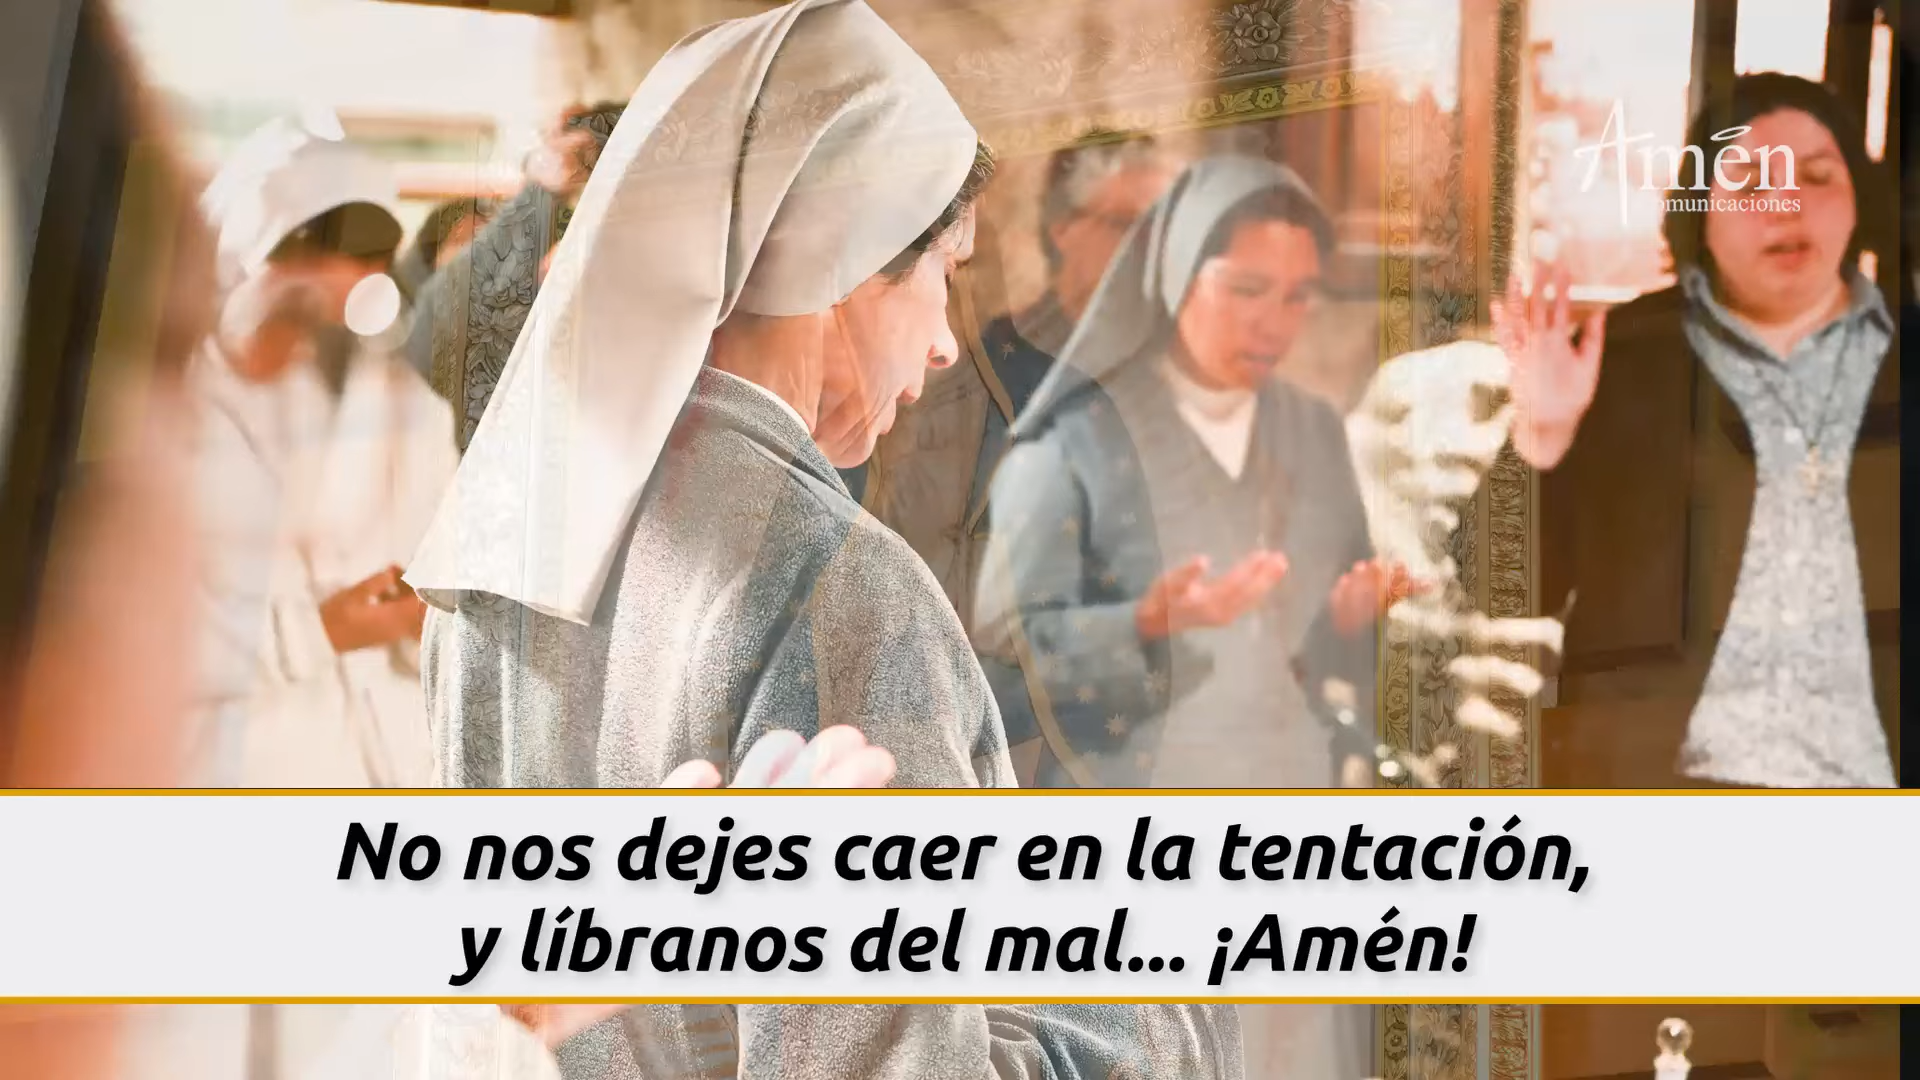 Amén
Comunicaciones
No nos dejes caer en la tentación,
y líbranos del mal... ¡Amén!